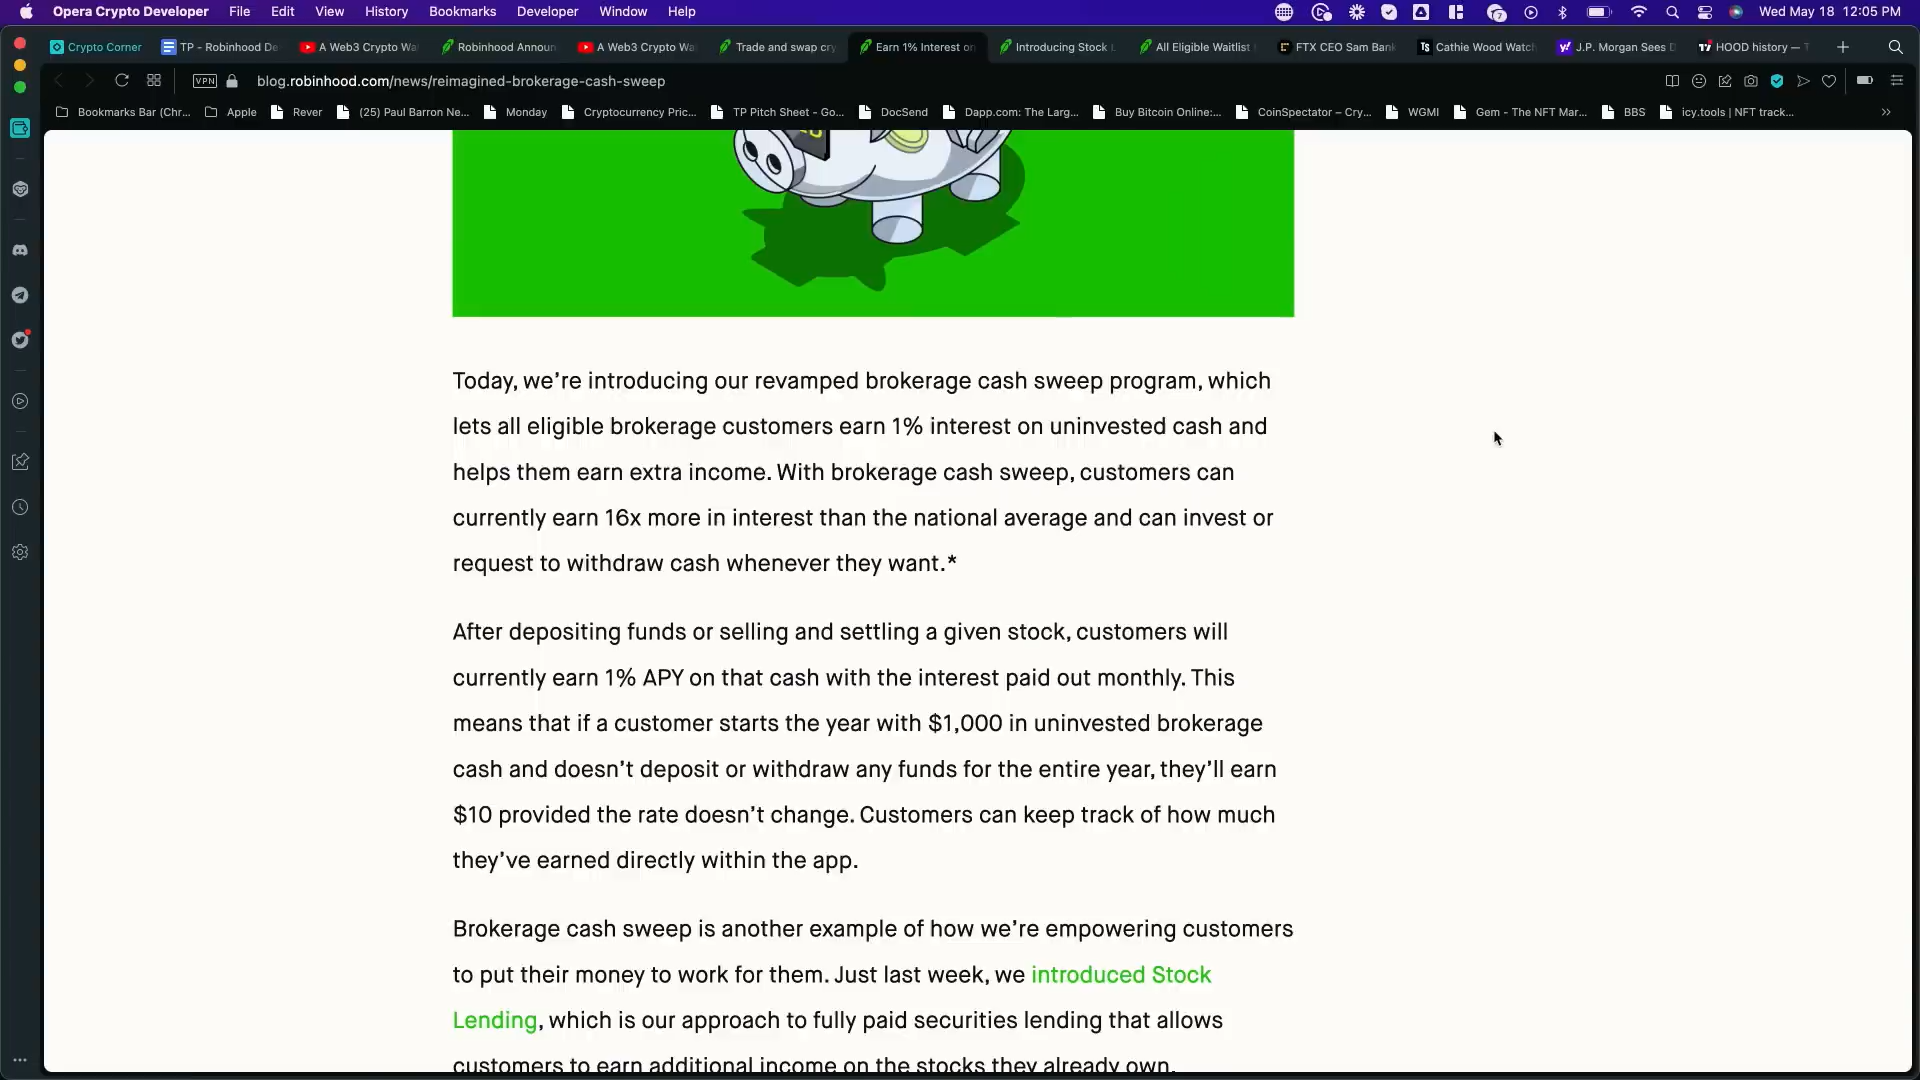 Opera Crypto Developer File Edit View History Bookmarks Developer Window Help Wed May 18 12:05 PM
Crypto Corner TP - Robinhood De A Web3 Crypto Wa Robinhood Announ A Web3 Crypto Wa Trade and swap cry Earn 1% Interest on Introducing Stock L All Eligible Waitlist FTX CEO Sam Bank Cathie Wood Watch J.P. Morgan Sees D HOOD history — T
VPN blog.robinhood.com/news/reimagined-brokerage-cash-sweep
Bookmarks Bar (Chr... Apple Rever (25) Paul Barron Ne... Monday Cryptocurrency Pric... TP Pitch Sheet - Go... DocSend Dapp.com: The Larg... Buy Bitcoin Online:... CoinSpectator – Cry... WGMI Gem - The NFT Mar... BBS icy.tools | NFT track...
Today, we’re introducing our revamped brokerage cash sweep program, which
lets all eligible brokerage customers earn 1% interest on uninvested cash and
helps them earn extra income. With brokerage cash sweep, customers can
currently earn 16x more in interest than the national average and can invest or
request to withdraw cash whenever they want.*
After depositing funds or selling and settling a given stock, customers will
currently earn 1% APY on that cash with the interest paid out monthly. This
means that if a customer starts the year with $1,000 in uninvested brokerage
cash and doesn’t deposit or withdraw any funds for the entire year, they’ll earn
$10 provided the rate doesn’t change. Customers can keep track of how much
they’ve earned directly within the app.
Brokerage cash sweep is another example of how we’re empowering customers
to put their money to work for them. Just last week, we introduced Stock
Lending, which is our approach to fully paid securities lending that allows
customers to earn additional income on the stocks they already own.